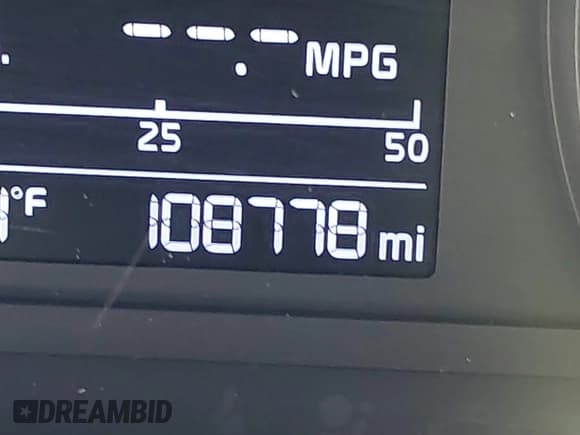 --.- MPG
25 50
°F 108778 mi
DREAMBID